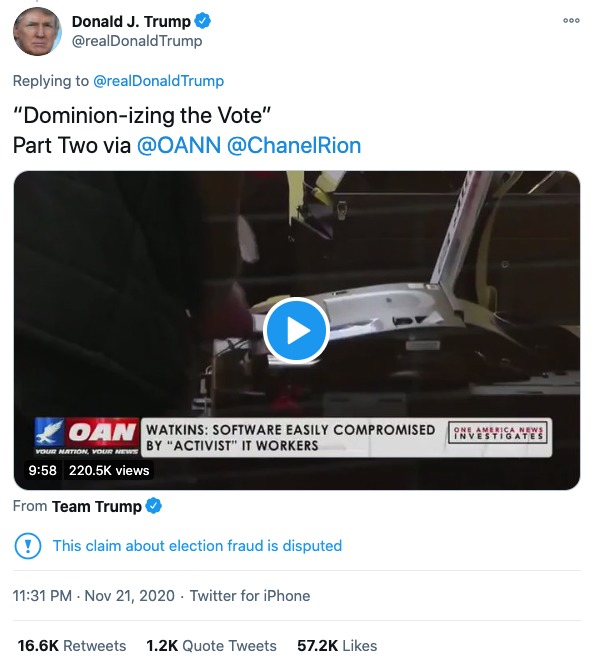 Donald J. Trump
@realDonaldTrump
Replying to @realDonaldTrump
“Dominion-izing the Vote”
Part Two via @OANN @ChanelRion
OAN
YOUR NATION, YOUR NEWS
WATKINS: SOFTWARE EASILY COMPROMISED
BY “ACTIVIST” IT WORKERS
ONE AMERICA NEWS
INVESTIGATES
9:58 220.5K views
From Team Trump
This claim about election fraud is disputed
11:31 PM · Nov 21, 2020 · Twitter for iPhone
16.6K Retweets 1.2K Quote Tweets 57.2K Likes